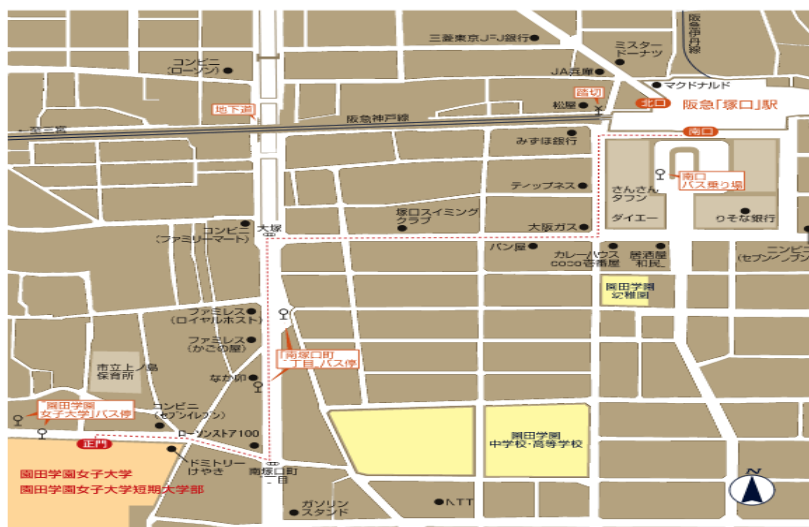 阪急伊丹線
三菱東京UFJ銀行
コンビニ
(ローソン)
ミスター
ドーナツ
JA兵庫
マクドナルド
踏切
松屋
北口
阪急「塚口」駅
地下道
阪急神戸線
←至三宮
南口
みずほ銀行
ティップネス
南口
バス乗り場
さんさん
タウン
ダイエー
りそな銀行
塚口スイミング
クラブ
大阪ガス
大塚
コンビニ
(ファミリーマート)
パン屋
カレーハウス
coco壱番屋
居酒屋
和民
(セブンイレブン)
園田学園
幼稚園
ファミレス
(ロイヤルホスト)
ファミレス
(かごの屋)
「南塚口町
バス停
市立上ノ島
保育所
なか卯
園田学園
女子大学」バス停
コンビニ
(セブンイレブン)
ローソンストア100
正門
園田学園
中学校・高等学校
ドミトリー
けやき
南塚口町
園田学園女子大学
園田学園女子大学短期大学部
ガソリン
スタンド
NTT
N